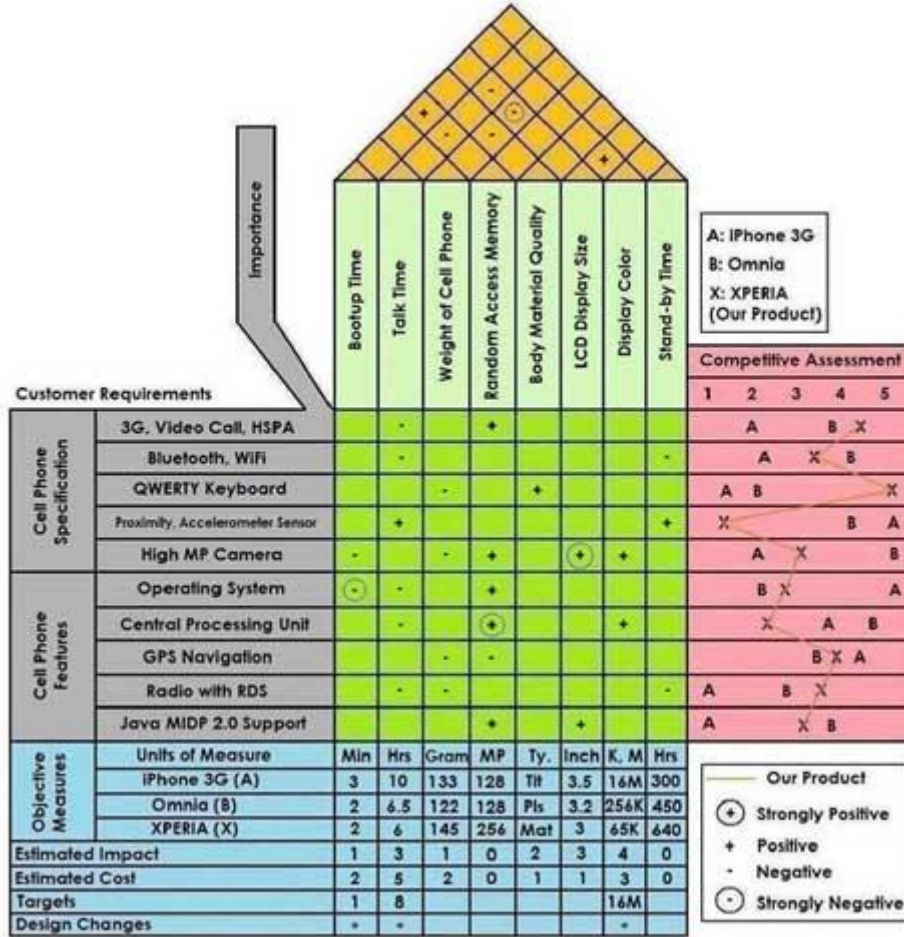 Importance
Bootup Time
Talk Time
Weight of Cell Phone
Random Access Memory
Body Material Quality
LCD Display Size
Display Color
Stand-by Time
A: iPhone 3G
B: Omnia
X: XPERIA
(Our Product)
Competitive Assessment
1 2 3 4 5
Customer Requirements
Cell Phone Specification
3G, Video Call, HSPA - + A B X
Bluetooth, WiFi - - A X B
QWERTY Keyboard - + A B X
Proximity, Accelerometer Sensor + + X B A
High MP Camera - - + + + A X B
Cell Phone Features
Operating System - - + B X A
Central Processing Unit - + + X A B
GPS Navigation - - B X A
Radio with RDS - - - A B X
Java MIDP 2.0 Support + + A X B
Objective Measures
Units of Measure Min Hrs Gram MP Ty. Inch K, M Hrs
iPhone 3G (A) 3 10 133 128 Tit 3.5 16M 300
Omnia (B) 2 6.5 122 128 Pls 3.2 256K 450
XPERIA (X) 2 6 145 256 Mat 3 65K 640
Estimated Impact 1 3 1 0 2 3 4 0
Estimated Cost 2 5 2 0 1 1 3 0
Targets 1 8 16M
Design Changes
Our Product
+ Strongly Positive
+ Positive
- Negative
- Strongly Negative